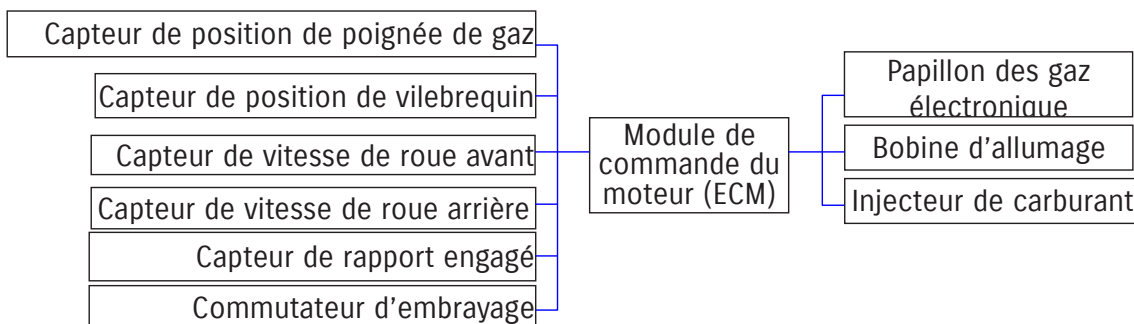 Capteur de position de poignée de gaz
Capteur de position de vilebrequin
Capteur de vitesse de roue avant
Capteur de vitesse de roue arrière
Capteur de rapport engagé
Commutateur d’embrayage
Module de
commande du
moteur (ECM)
Papillon des gaz
électronique
Bobine d'allumage
Injecteur de carburant